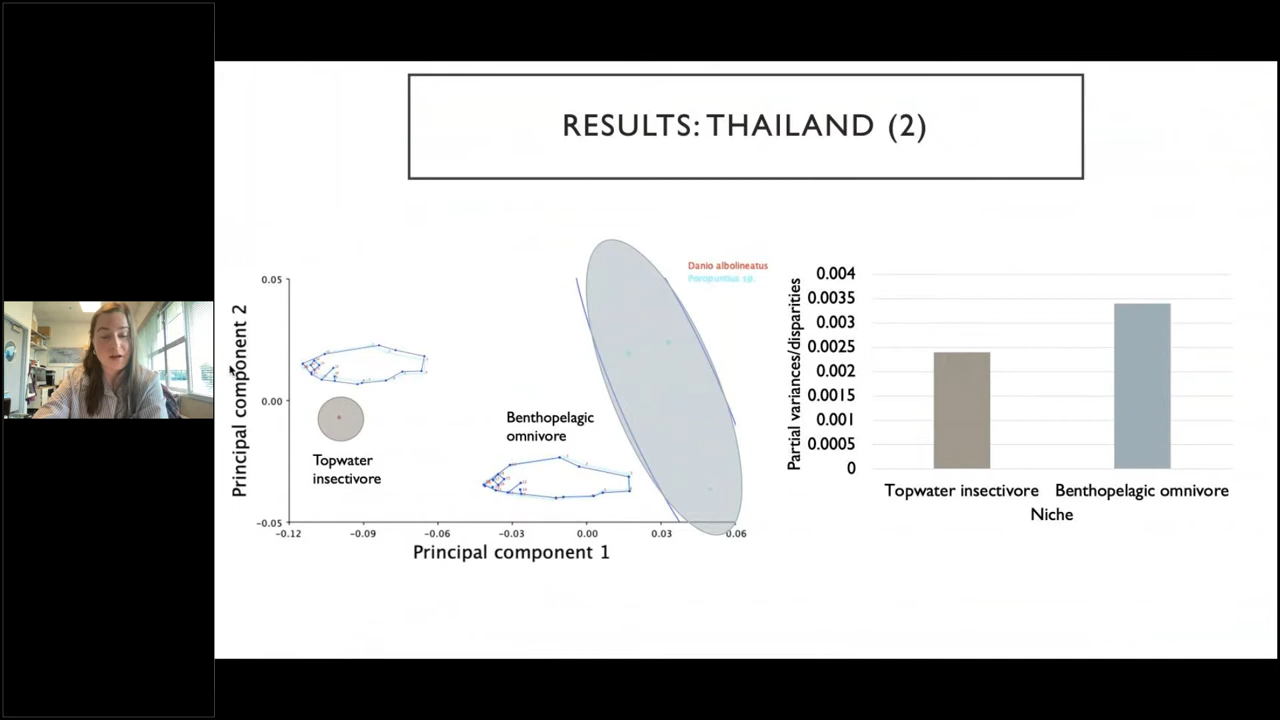 RESULTS: THAILAND (2)
Danio albolineatus
Poropuntius sp.
Principal component 2
0.05
0.00
−0.05
Topwater
insectivore
Benthopelagic
omnivore
−0.12
−0.09
−0.06
−0.03
0.00
0.03
0.06
Principal component 1
Partial variances/disparities
0.004
0.0035
0.003
0.0025
0.002
0.0015
0.001
0.0005
0
Topwater insectivore
Benthopelagic omnivore
Niche